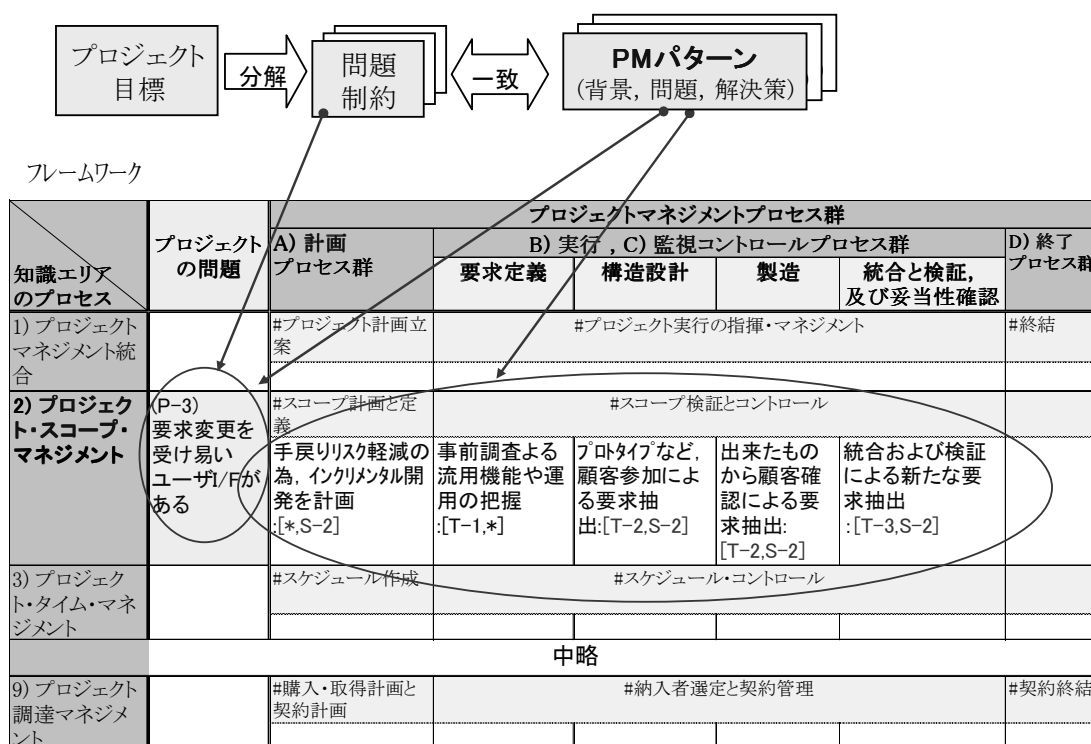 プロジェクト
目標
分解
問題
制約
一致
PMパターン
(背景, 問題, 解決策)
フレームワーク
知識エリア
のプロセス
プロジェクト
の問題
プロジェクトマネジメントプロセス群
A) 計画
プロセス群
B) 実行 , C) 監視コントロールプロセス群
D) 終了
プロセス群
要求定義
構造設計
製造
統合と検証,
及び妥当性確認
1) プロジェクト
マネジメント統
合
#プロジェクト計画立
案
#プロジェクト実行の指揮・マネジメント
#終結
2) プロジェク
ト・スコープ・
マネジメント
(P-3)
要求変更を
受け易い
ユーザI/Fが
ある
#スコープ計画と定
義
#スコープ検証とコントロール
手戻りリスク軽減の
為, インクリメンタル開
発を計画
:[*,S-2]
事前調査よる
流用機能や運
用の把握
:[T-1,*]
プロトタイプなど,
顧客参加によ
る要求抽
出:[T-2,S-2]
出来たもの
から顧客確
認による要
求抽出:
[T-2,S-2]
統合および検証
による新たな要
求抽出
:[T-3,S-2]
3) プロジェク
ト・タイム・マネ
ジメント
#スケジュール作成
#スケジュール・コントロール
中略
9) プロジェクト
調達マネジメ
ント
#購入・取得計画と
契約計画
#納入者選定と契約管理
#契約終結